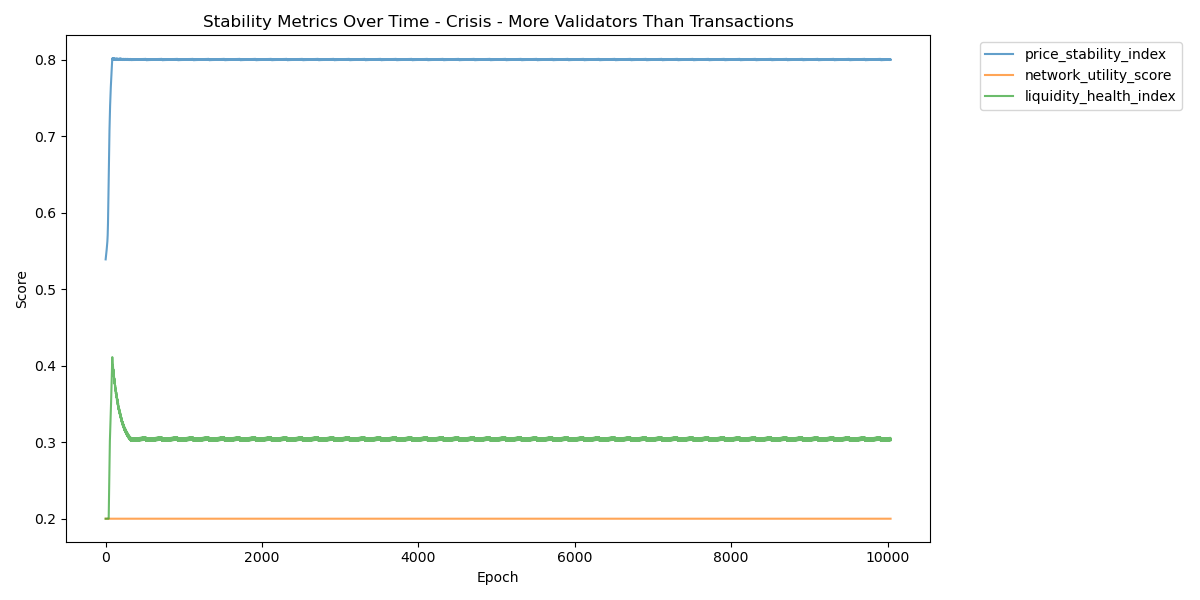 Stability Metrics Over Time - Crisis - More Validators Than Transactions
price_stability_index
network_utility_score
liquidity_health_index
Score
0.8
0.7
0.6
0.5
0.4
0.3
0.2
0 2000 4000 6000 8000 10000
Epoch